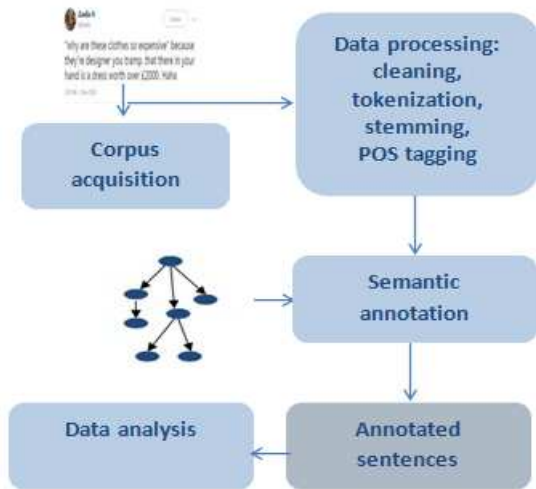 "why are these clothes so expensive" because
they're designer you tramp. that there in your
hand is a dress worth over £2000. Haha
Data processing:
cleaning,
tokenization,
stemming,
POS tagging
Corpus
acquisition
Semantic
annotation
Data analysis
Annotated
sentences